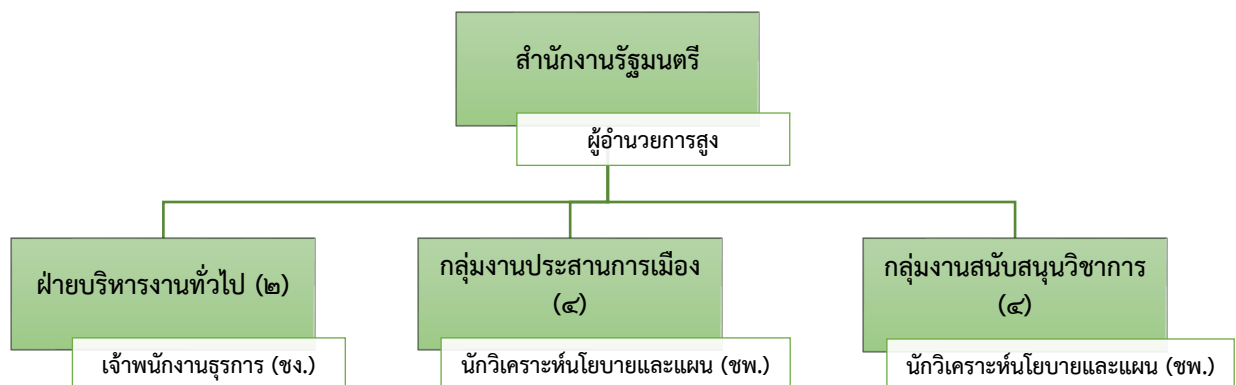 สำนักงานรัฐมนตรี
ผู้อำนวยการสูง
ฝ่ายบริหารงานทั่วไป (๒)
เจ้าพนักงานธุรการ (ชง.)
กลุ่มงานประสานการเมือง
(๔)
นักวิเคราะห์นโยบายและแผน (ชพ.)
กลุ่มงานสนับสนุนวิชาการ
(๔)
นักวิเคราะห์นโยบายและแผน (ชพ.)